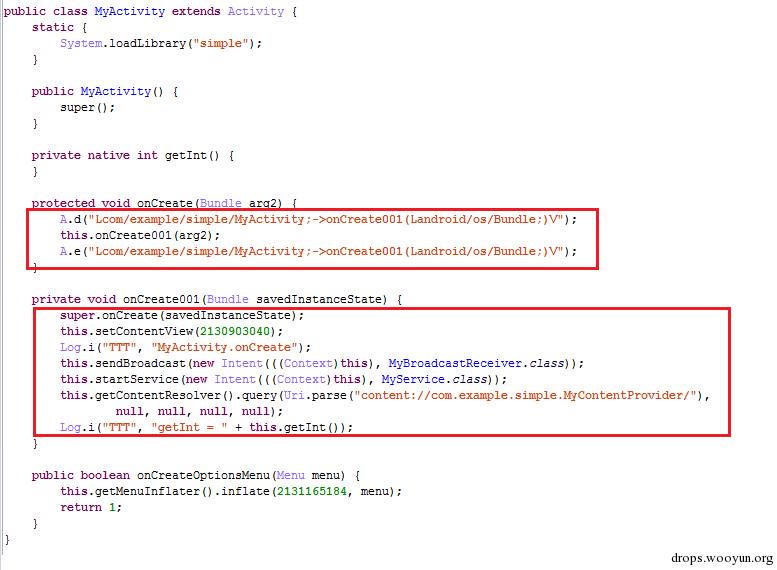 public class MyActivity extends Activity {
static {
System.loadLibrary("simple");
}
public MyActivity() {
super();
}
private native int getInt() {
}
protected void onCreate(Bundle arg2) {
A.d("Lcom/example/simple/MyActivity;->onCreate001(Landroid/os/Bundle;)V");
this.onCreate001(arg2);
A.e("Lcom/example/simple/MyActivity;->onCreate001(Landroid/os/Bundle;)V");
}
private void onCreate001(Bundle savedInstanceState) {
super.onCreate(savedInstanceState);
this.setContentView(2130903040);
Log.i("TTT", "MyActivity.onCreate");
this.sendBroadcast(new Intent(((Context)this), MyBroadcastReceiver.class));
this.startService(new Intent(((Context)this), MyService.class));
this.getContentResolver().query(Uri.parse("content://com.example.simple.MyContentProvider/"),
null, null, null, null);
Log.i("TTT", "getInt = " + this.getInt());
}
public boolean onCreateOptionsMenu(Menu menu) {
this.getMenuInflater().inflate(2131165184, menu);
return 1;
}
}
drops.wooyun.org